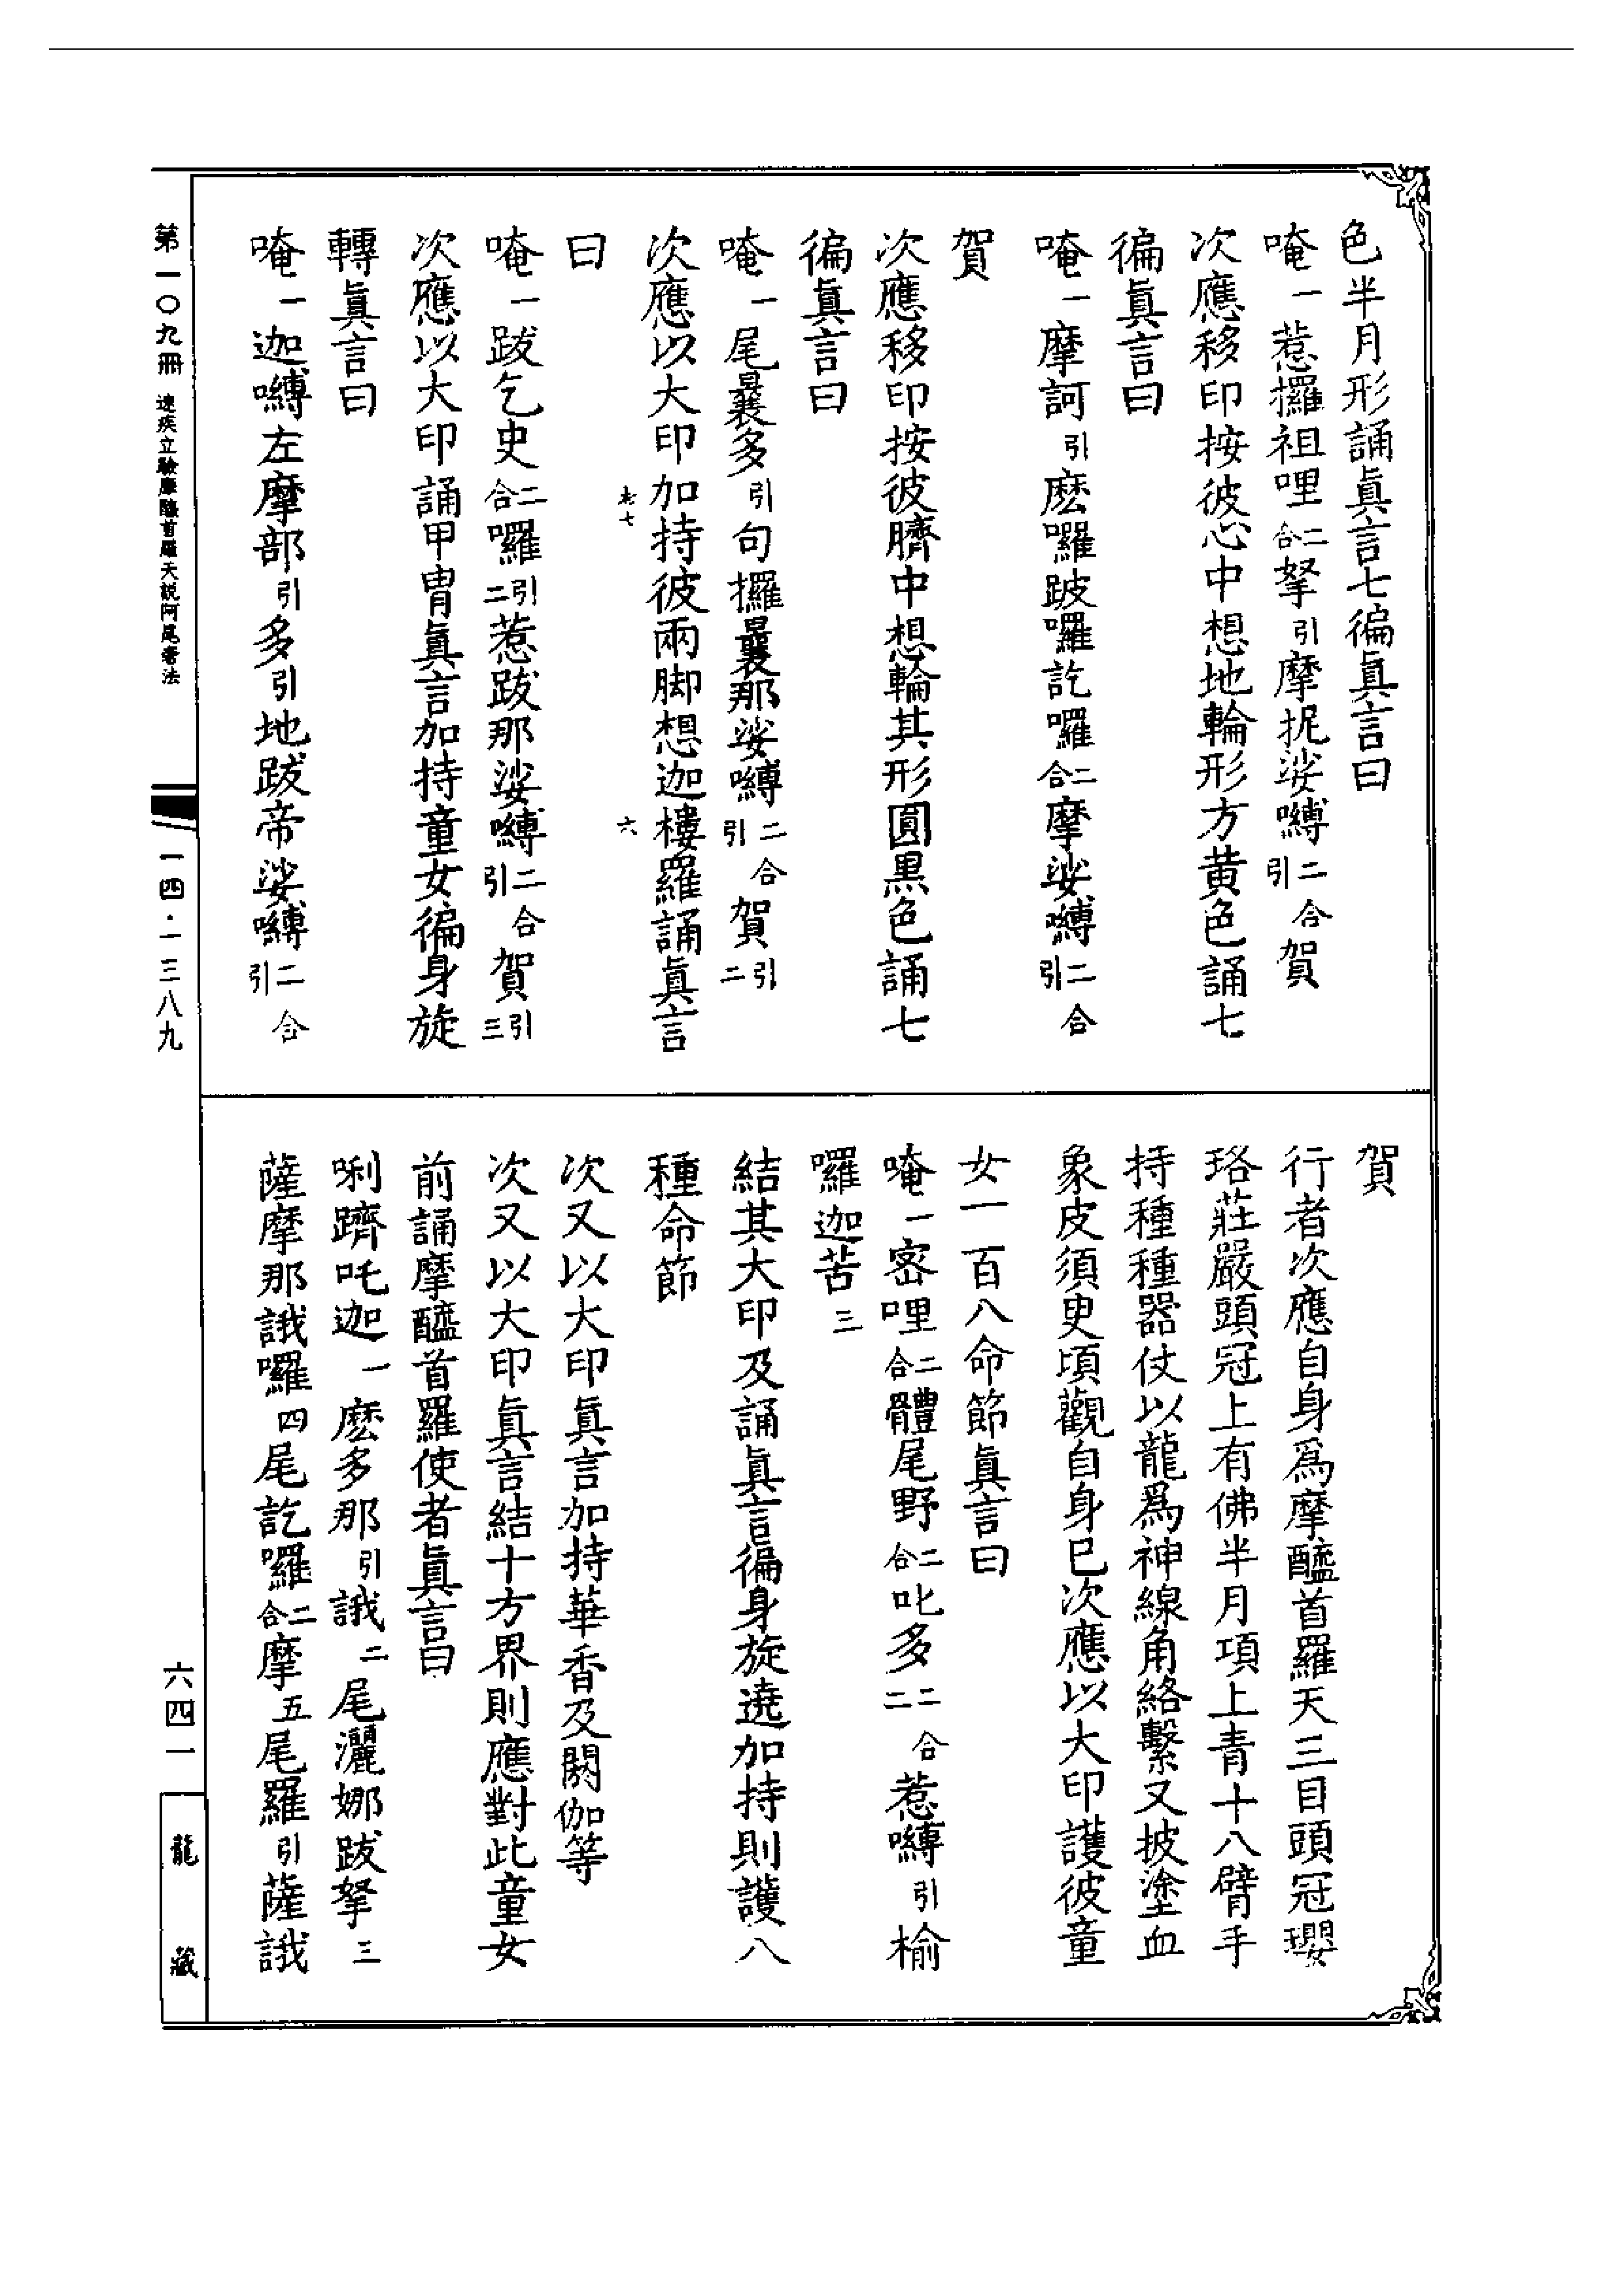 色半月形誦眞言七徧眞言曰
唵一惹攞祖哩二合拏引摩抳娑嚩二合引賀
次應移印按彼心中想地輪形方黄色誦七
徧眞言曰
唵一摩訶引麽囉跛囉訖囉二合摩娑嚩二合引
賀
次應移印按彼臍中想輪其形圓黒色誦七
徧眞言曰
唵一尾曩多引句攞曩那娑嚩二合引賀引二
次應以大印加持彼兩脚想迦樓羅誦眞言
曰
唵一跋乞史二合囉引二惹跋那娑嚩二合引賀引三
次應以大印誦甲冑眞言加持童女徧身旋
轉眞言曰
唵一迦嚩左摩部引多引地跋帝娑嚩二合引
賀
行者次應自身爲摩醯首羅天三目頭冠瓔
珞莊嚴頭冠上有佛半月項上青十八臂手
持種種器仗以龍爲神線角絡繫又披塗血
象皮須臾頃觀自身已次應以大印護彼童
女一百八命節眞言曰
唵一密哩二合體尾野二合叱多二合二惹嚩引榆
囉迦苦三
結其大印及誦眞言徧身旋遶加持則護八
種命節
次又以大印眞言加持華香及閼伽等
次又以大印眞言結十方界則應對此童女
前誦摩醯首羅使者眞言曰
唎躋吒迦一麽多那引誐二尾灑娜跋拏三
薩摩那誐囉四尾訖囉二合摩五尾羅引薩誐
第一〇九冊 速疾立驗摩醯首羅天説阿尾奢法
一四·一三八九
六四一
龍藏